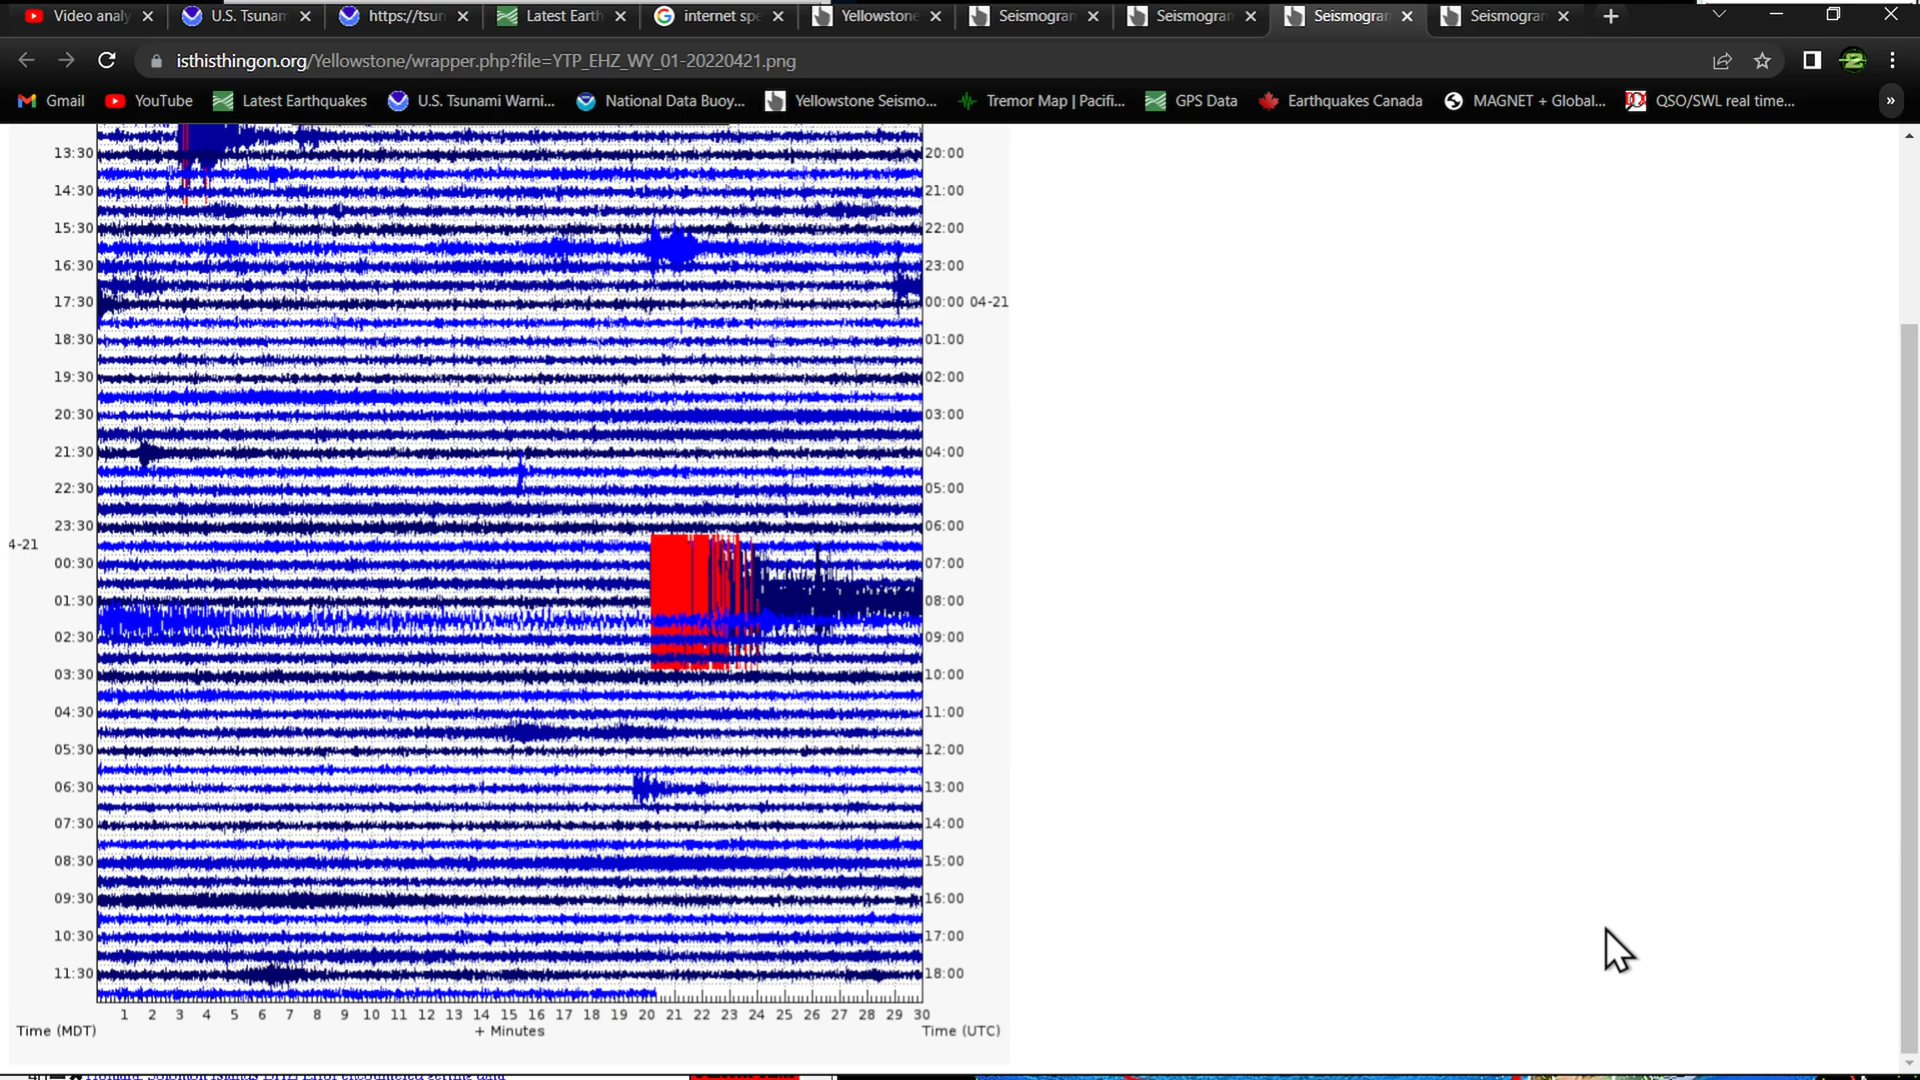 Video analy
U.S. Tsunam
https://tsun
Latest Earth
internet spe
Yellowstone
Seismogram
Seismogram
Seismogram
Seismogram
isthisthingon.org/Yellowstone/wrapper.php?file=YTP_EHZ_WY_01-20220421.png
Gmail
YouTube
Latest Earthquakes
U.S. Tsunami Warni...
National Data Buoy...
Yellowstone Seismo...
Tremor Map | Pacifi...
GPS Data
Earthquakes Canada
MAGNET + Global...
QSO/SWL real time...
»
13:30 20:00
14:30 21:00
15:30 22:00
16:30 23:00
17:30 00:00 04-21
18:30 01:00
19:30 02:00
20:30 03:00
21:30 04:00
22:30 05:00
23:30 06:00
4-21
00:30 07:00
01:30 08:00
02:30 09:00
03:30 10:00
04:30 11:00
05:30 12:00
06:30 13:00
07:30 14:00
08:30 15:00
09:30 16:00
10:30 17:00
11:30 18:00
1 2 3 4 5 6 7 8 9 10 11 12 13 14 15 16 17 18 19 20 21 22 23 24 25 26 27 28 29 30
Time (MDT) + Minutes Time (UTC)